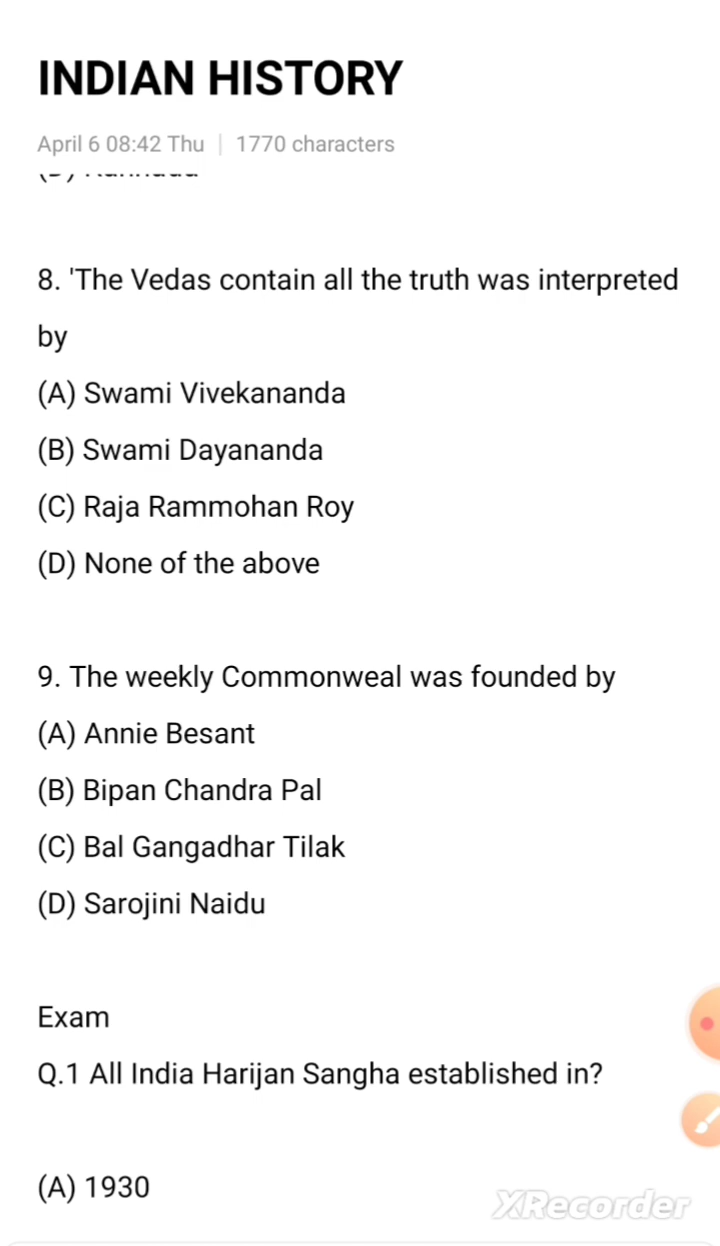 INDIAN HISTORY
April 6 08:42 Thu | 1770 characters
8. 'The Vedas contain all the truth was interpreted
by
(A) Swami Vivekananda
(B) Swami Dayananda
(C) Raja Rammohan Roy
(D) None of the above
9. The weekly Commonweal was founded by
(A) Annie Besant
(B) Bipan Chandra Pal
(C) Bal Gangadhar Tilak
(D) Sarojini Naidu
Exam
Q.1 All India Harijan Sangha established in?
(A) 1930
XRecorder